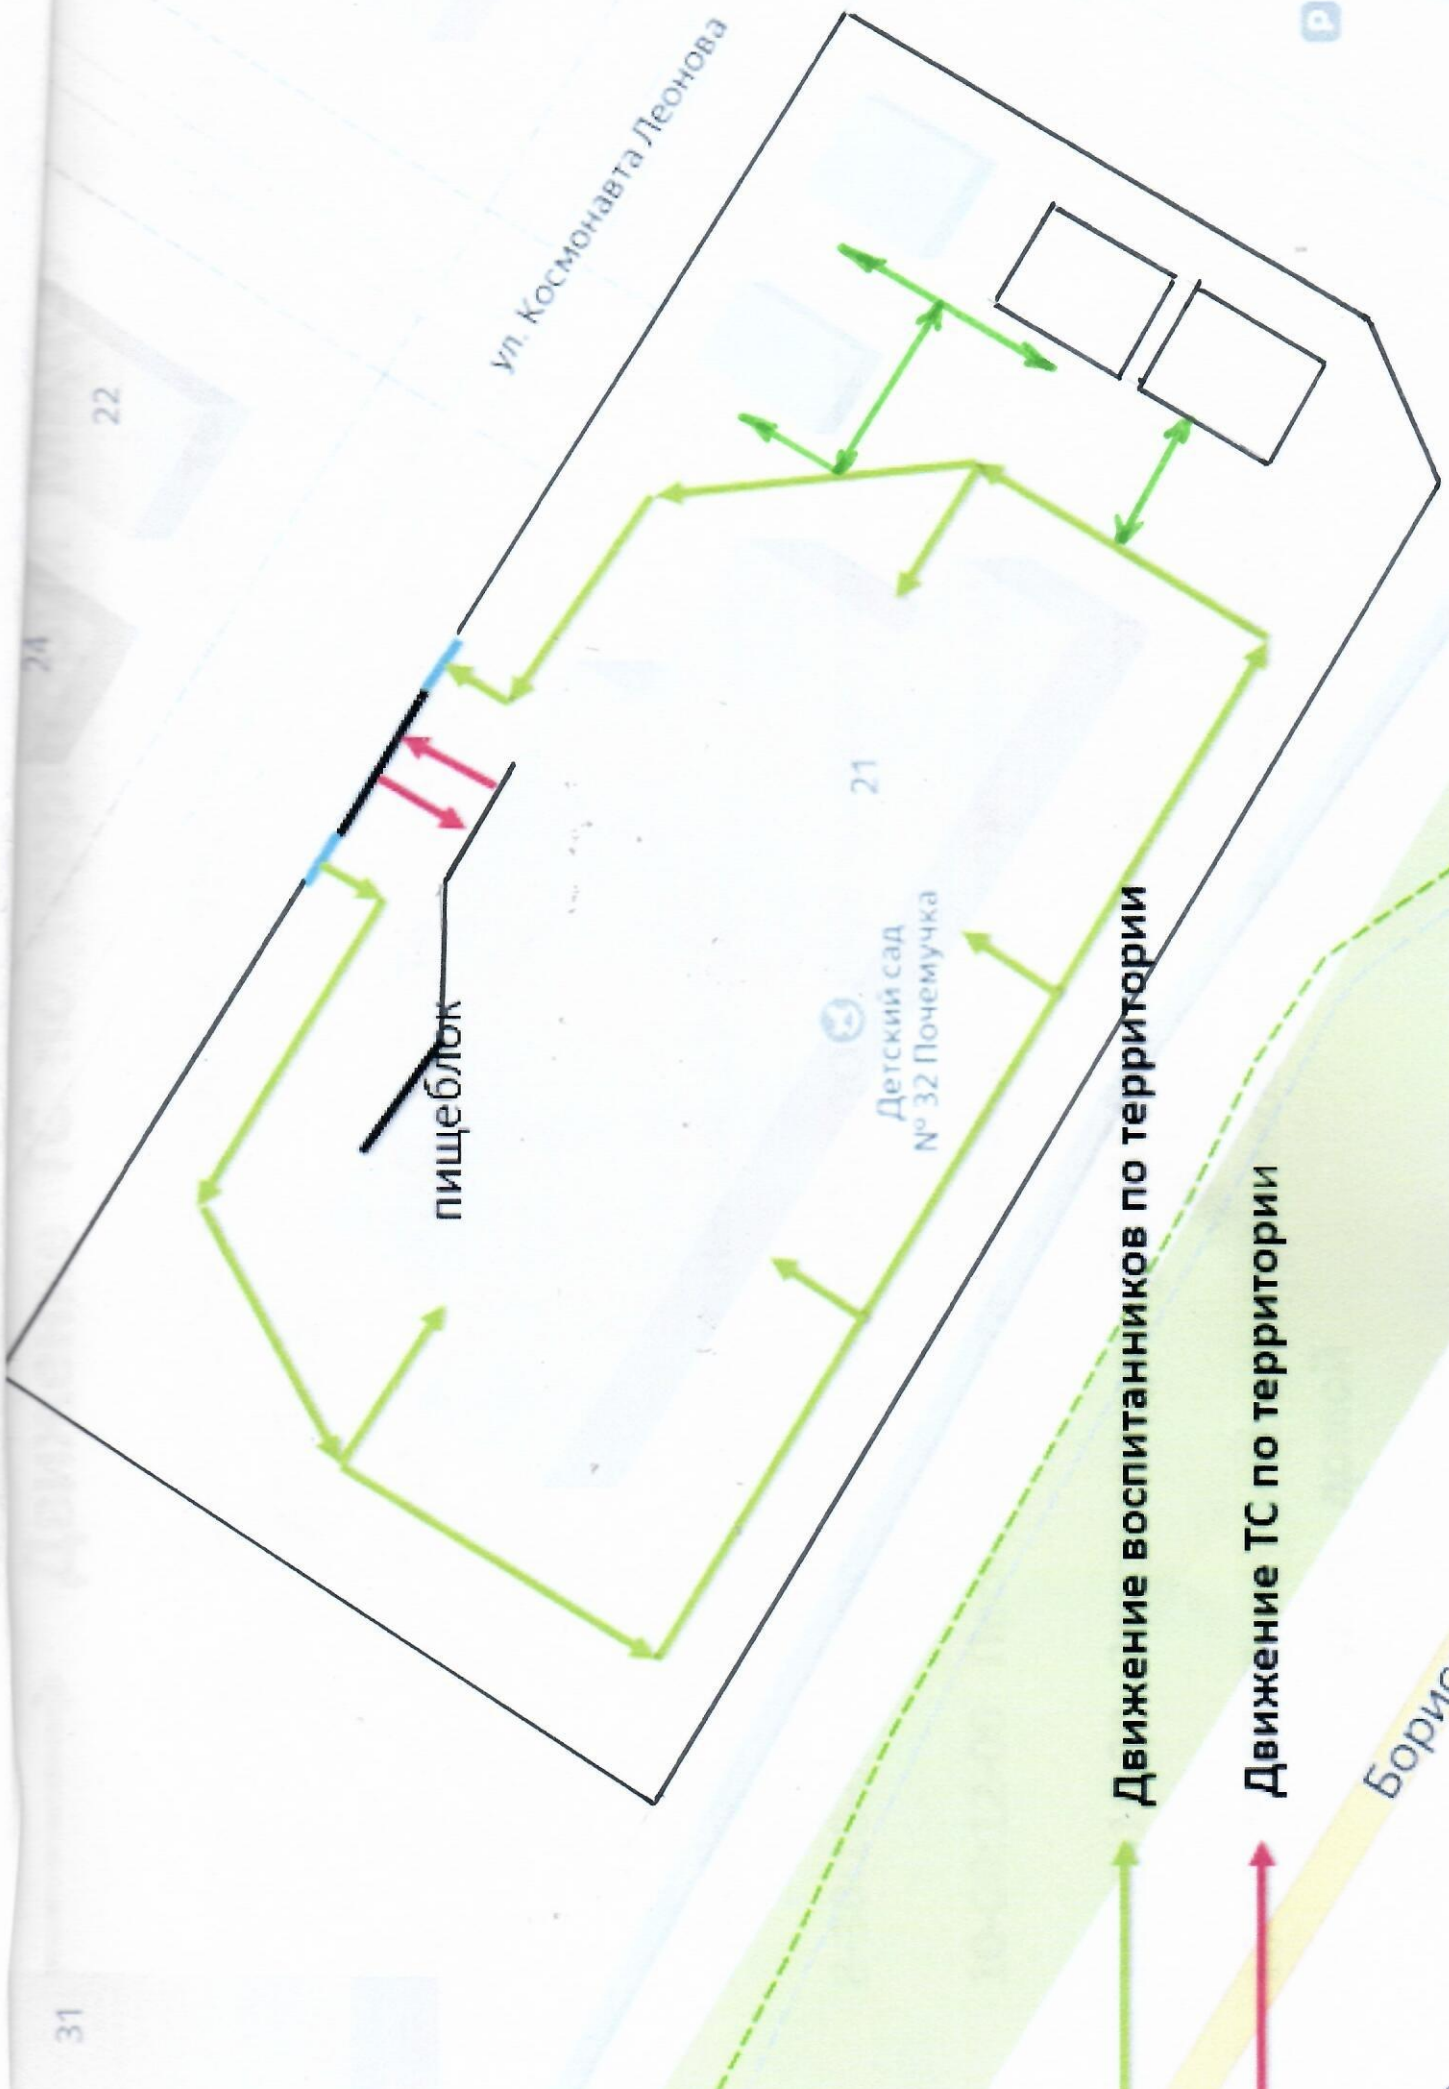 31
24
22
ул. Космонавта Леонова
P
пищеблок
21
Детский сад
№ 32 Почемучка
Движение воспитанников по территории
Движение ТС по территории